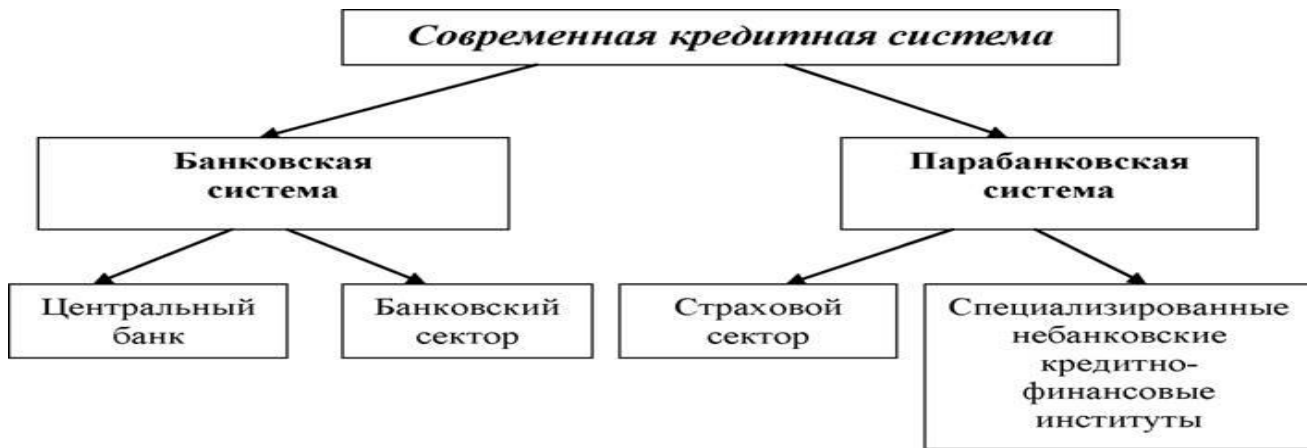 Современная кредитная система
Банковская
система
Парабанковская
система
Центральный
банк
Банковский
сектор
Страховой
сектор
Специализированные
небанковские
кредитно-
финансовые
институты